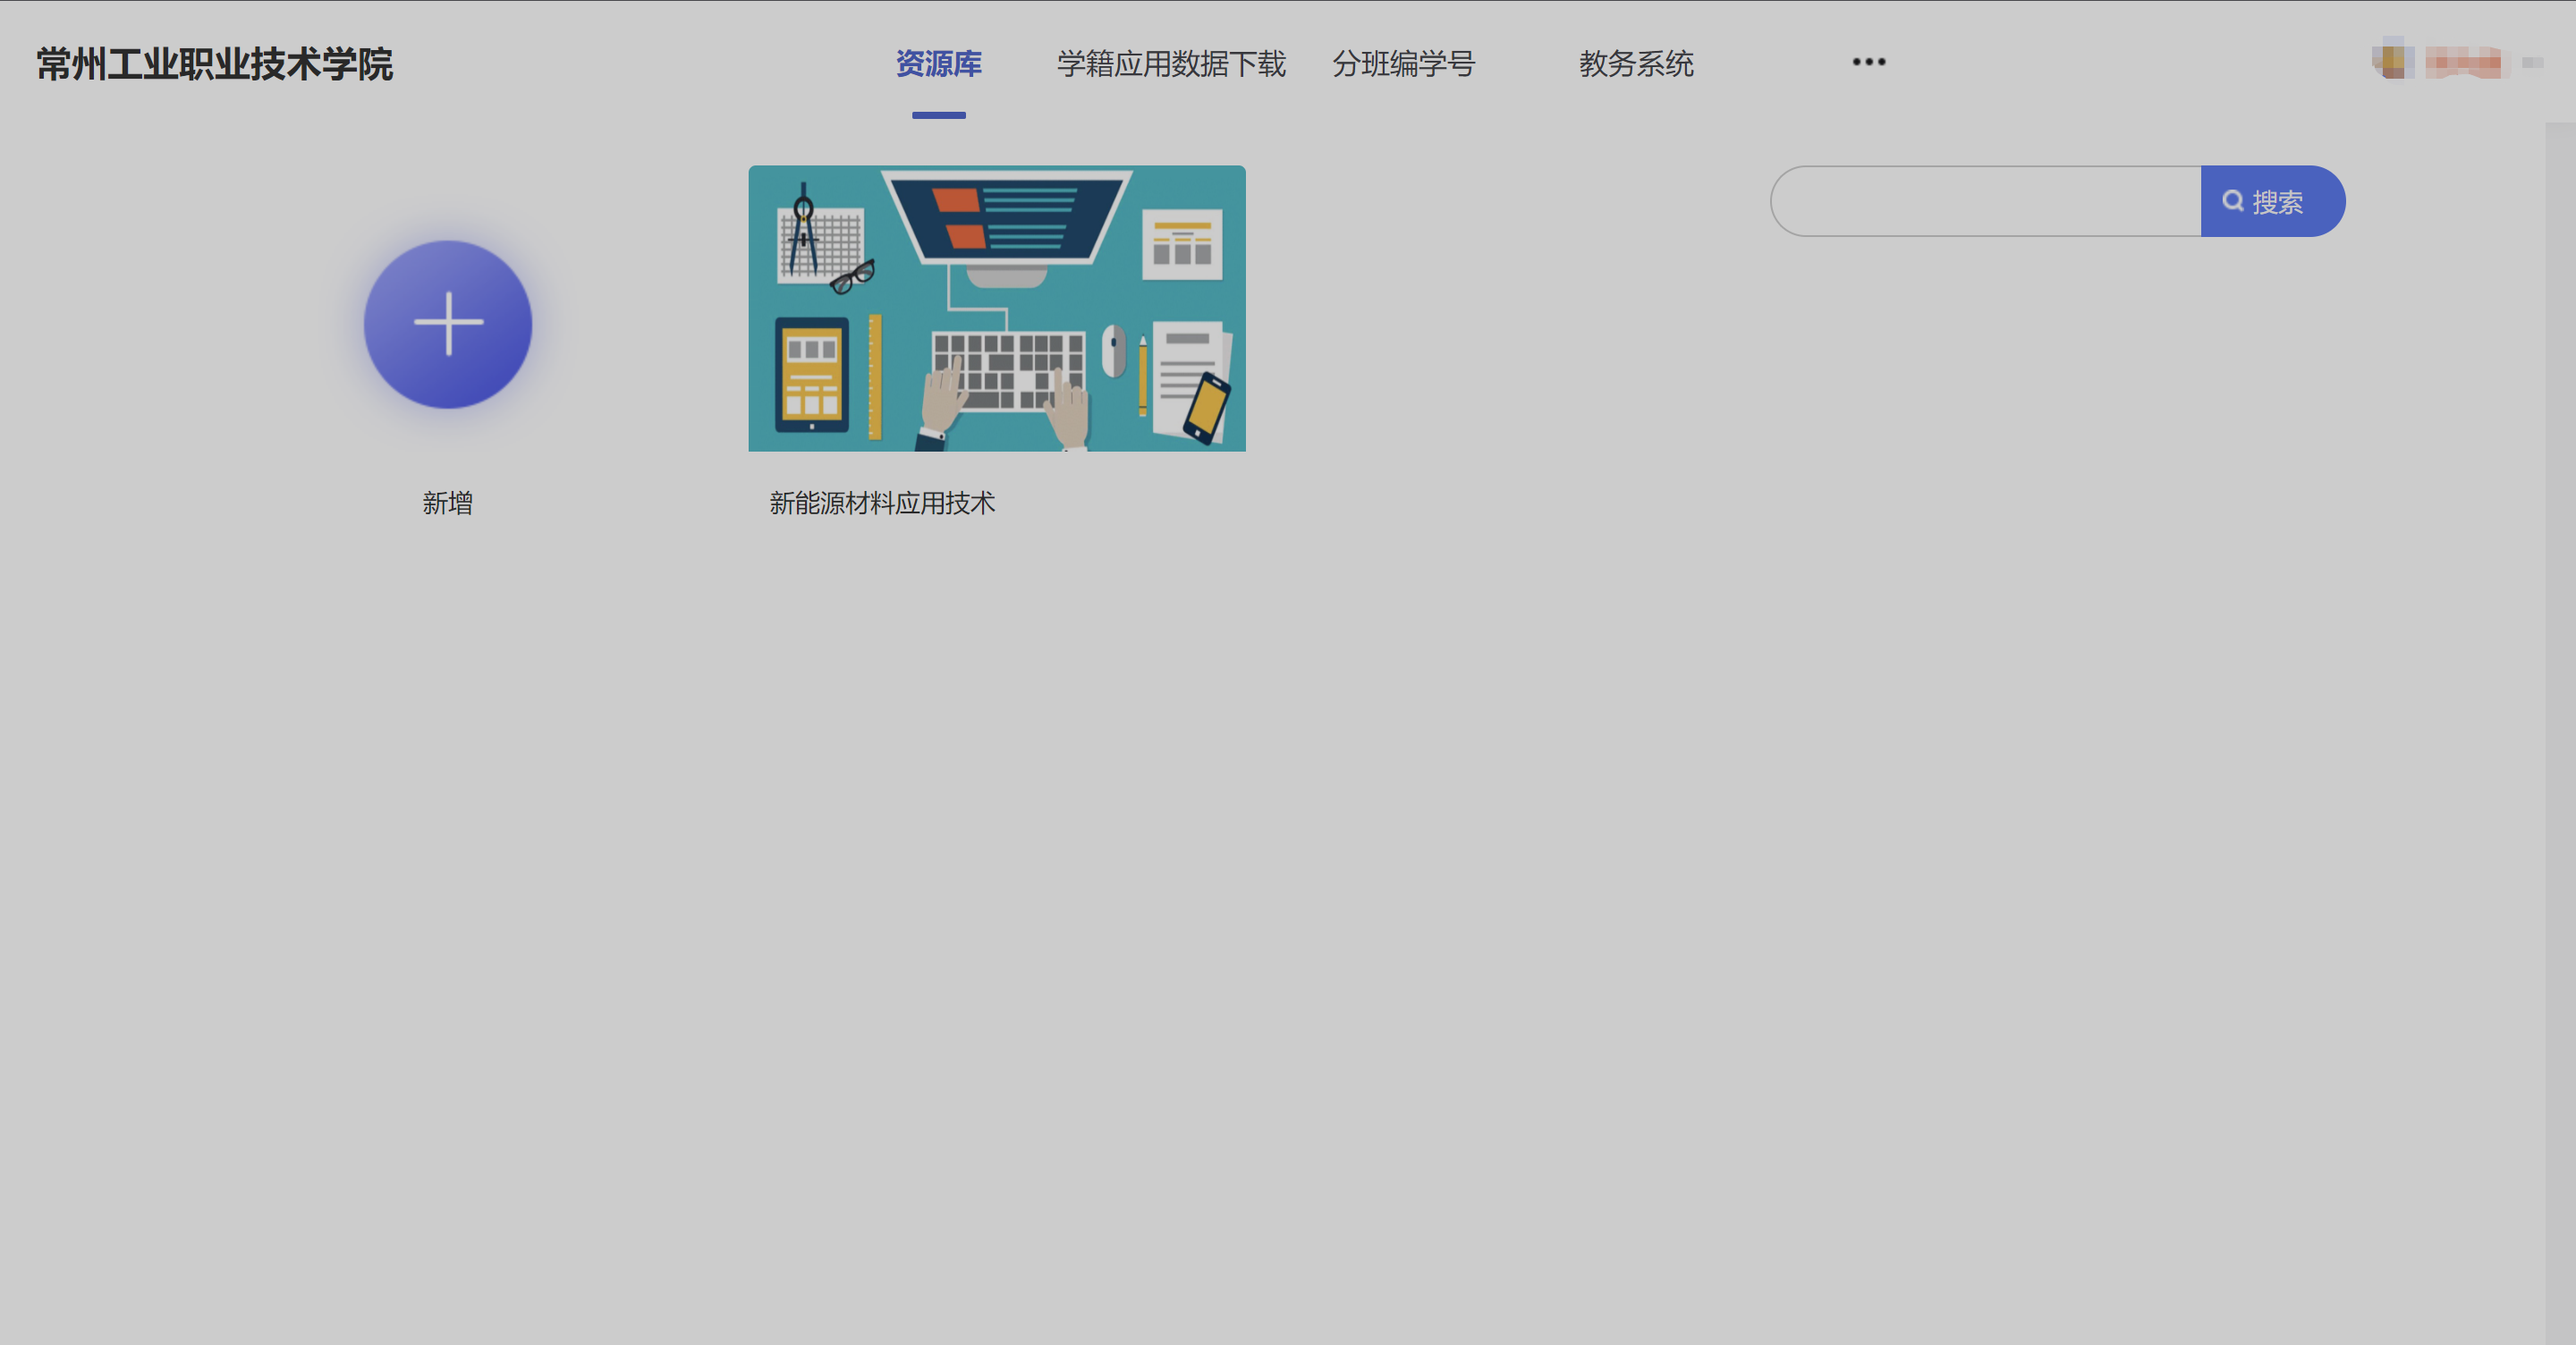 常州工业职业技术学院
资源库
学籍应用数据下载
分班编学号
教务系统
搜索
新增
新能源材料应用技术